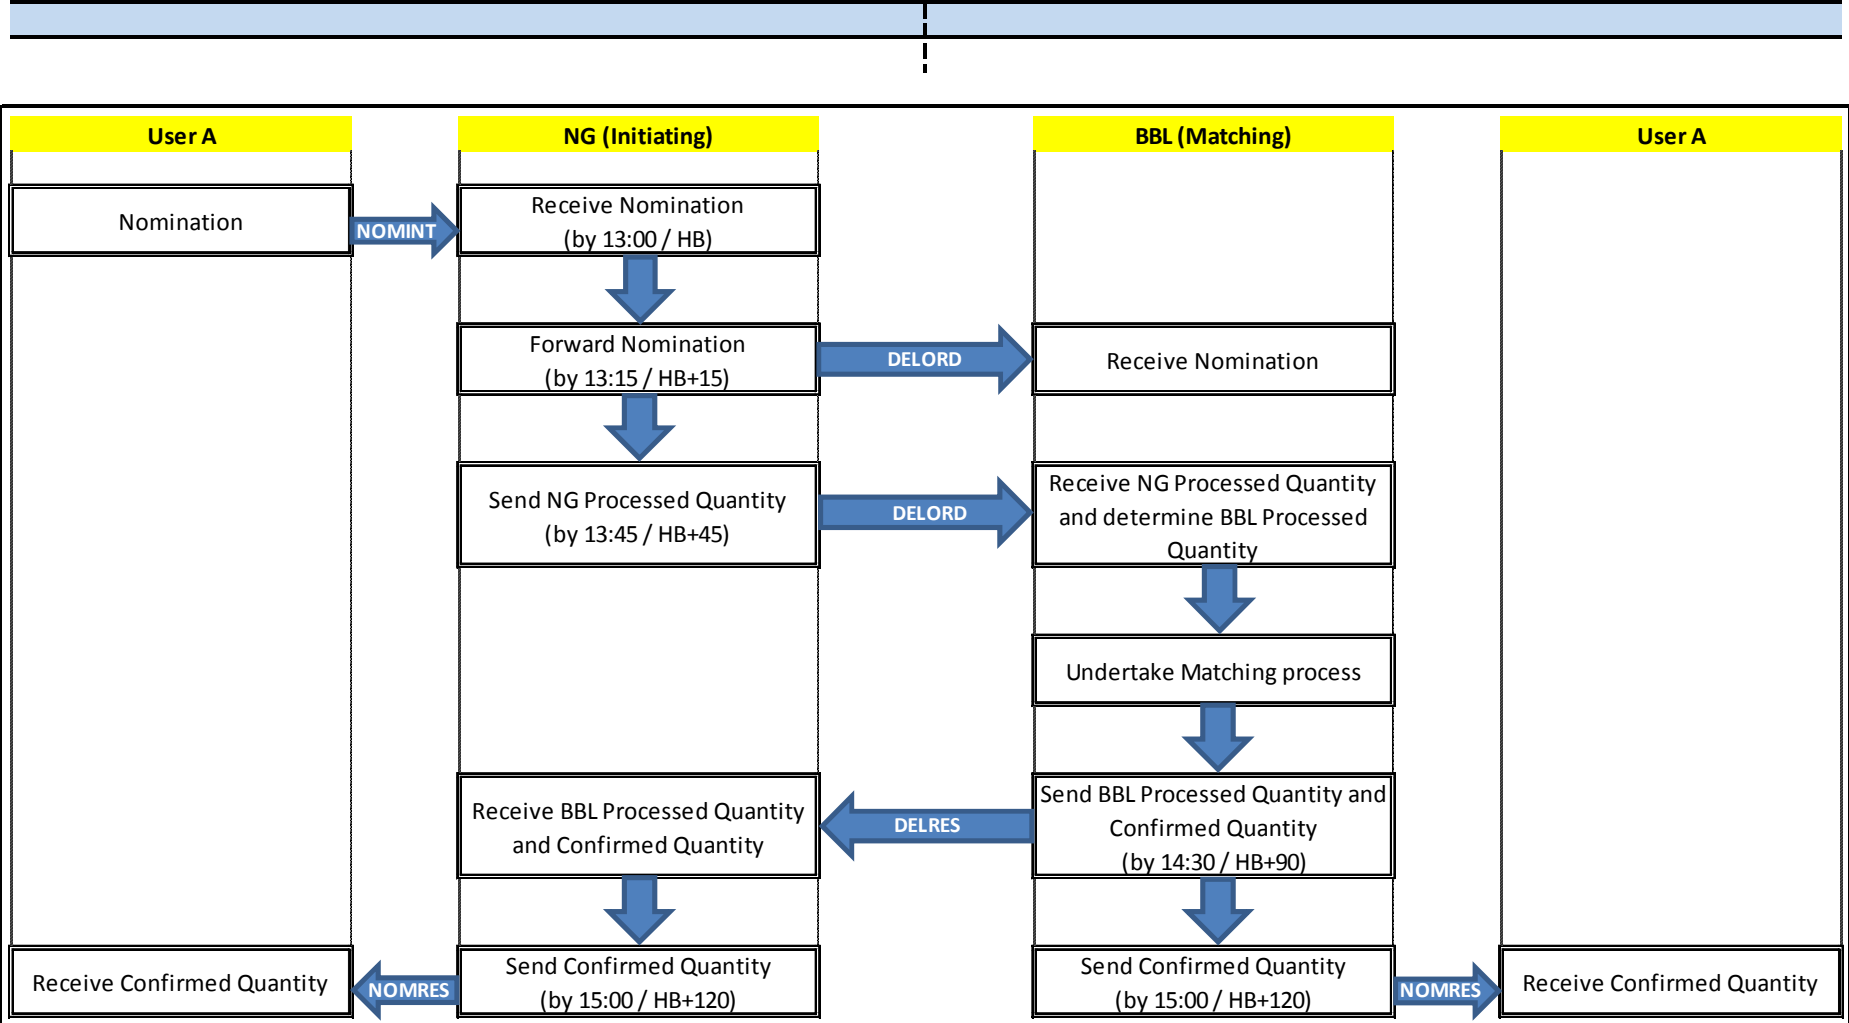 User A
NG (Initiating)
BBL (Matching)
User A
Nomination
NOMINT
Receive Nomination
(by 13:00 / HB)
Forward Nomination
(by 13:15 / HB+15)
DELORD
Receive Nomination
Send NG Processed Quantity
(by 13:45 / HB+45)
DELORD
Receive NG Processed Quantity
and determine BBL Processed
Quantity
Undertake Matching process
Receive BBL Processed Quantity
and Confirmed Quantity
DELRES
Send BBL Processed Quantity and
Confirmed Quantity
(by 14:30 / HB+90)
Receive Confirmed Quantity
NOMRES
Send Confirmed Quantity
(by 15:00 / HB+120)
Send Confirmed Quantity
(by 15:00 / HB+120)
NOMRES
Receive Confirmed Quantity